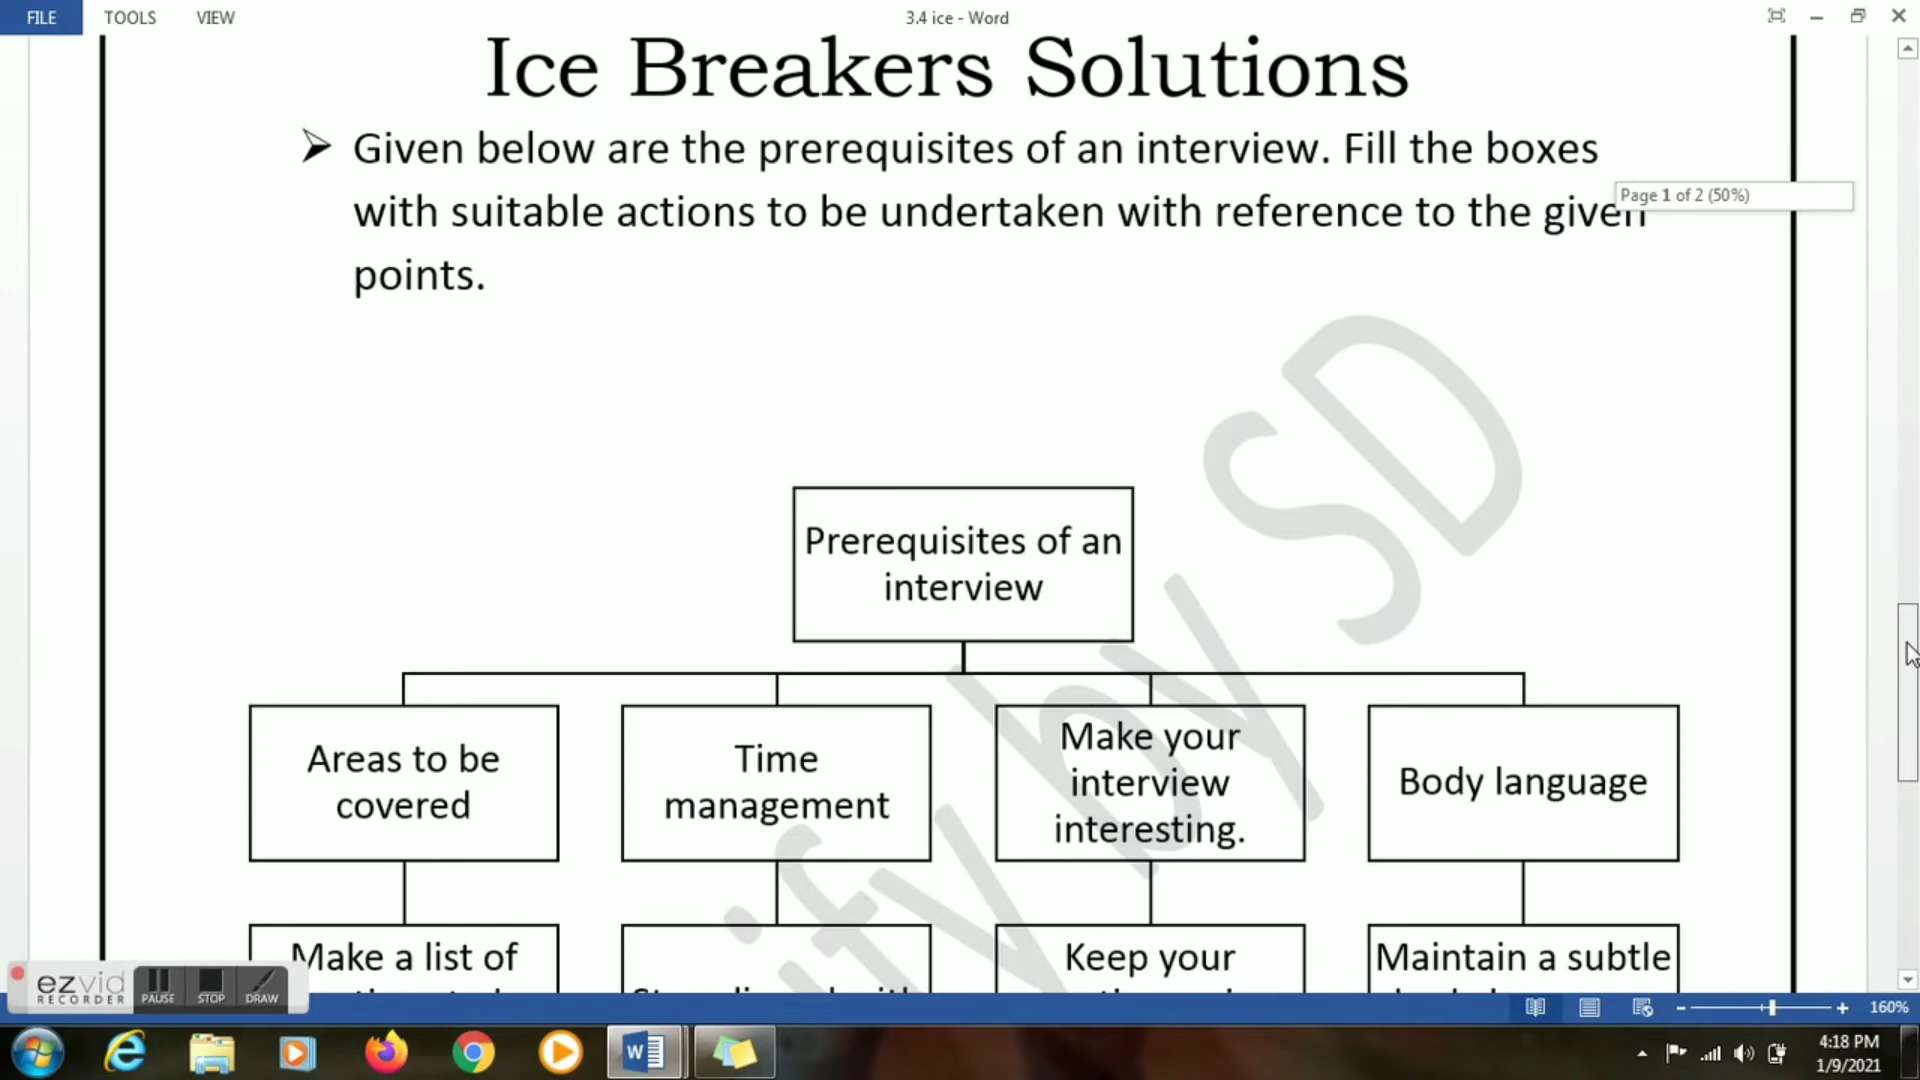 FILE TOOLS VIEW 3.4 ice - Word
Ice Breakers Solutions
Given below are the prerequisites of an interview. Fill the boxes
Page 1 of 2 (50%)
with suitable actions to be undertaken with reference to the given
points.
Prerequisites of an
interview
Areas to be
covered
Time
management
Make your
interview
interesting.
Body language
Make a list of
Keep your
Maintain a subtle
ify by SD
ezvid
RECORDER
PAUSE STOP DRAW
160%
4:18 PM
1/9/2021